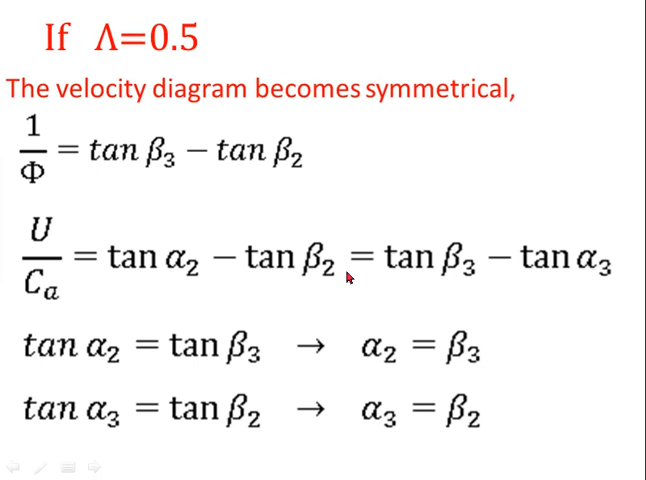 If Λ=0.5
The velocity diagram becomes symmetrical,
1/Φ = tan β₃ − tan β₂
U/Cₐ = tan α₂ − tan β₂ = tan β₃ − tan α₃
tan α₂ = tan β₃ → α₂ = β₃
tan α₃ = tan β₂ → α₃ = β₂